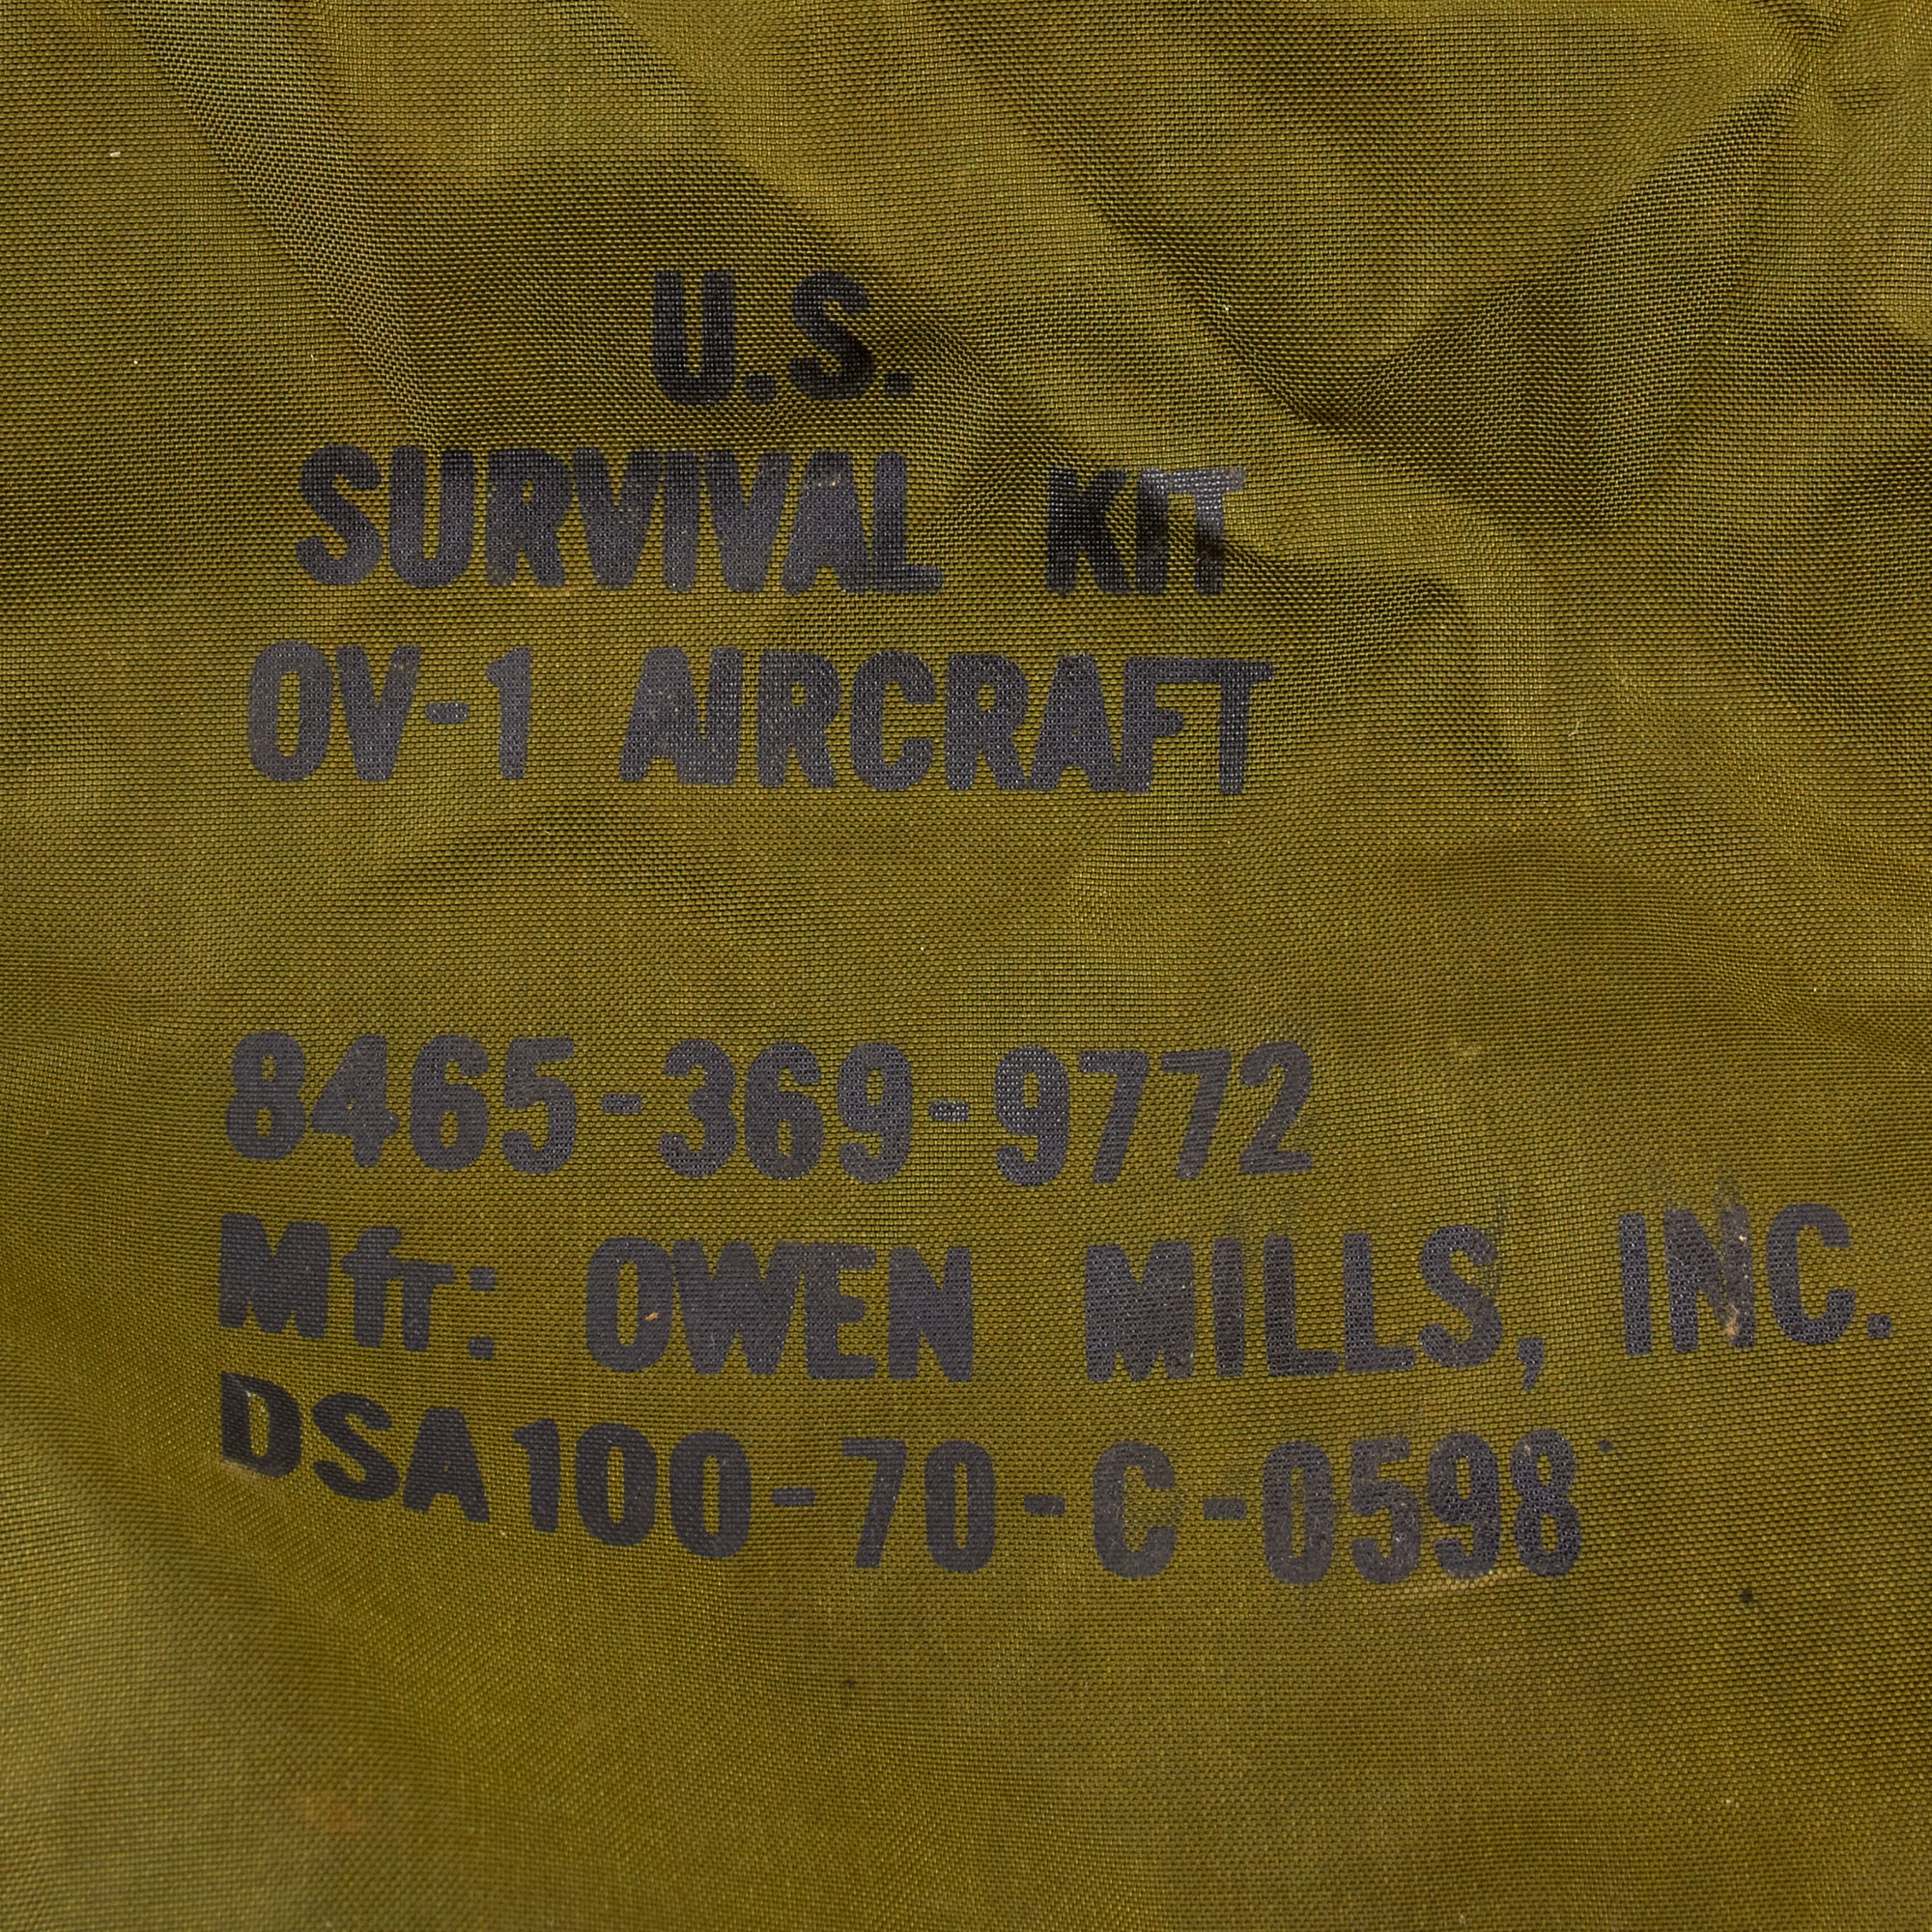 U.S.
SURVIVAL KIT
OV-1 AIRCRAFT
8465-369-9772
Mfr: OWEN MILLS, INC.
DSA100-70-C-0598